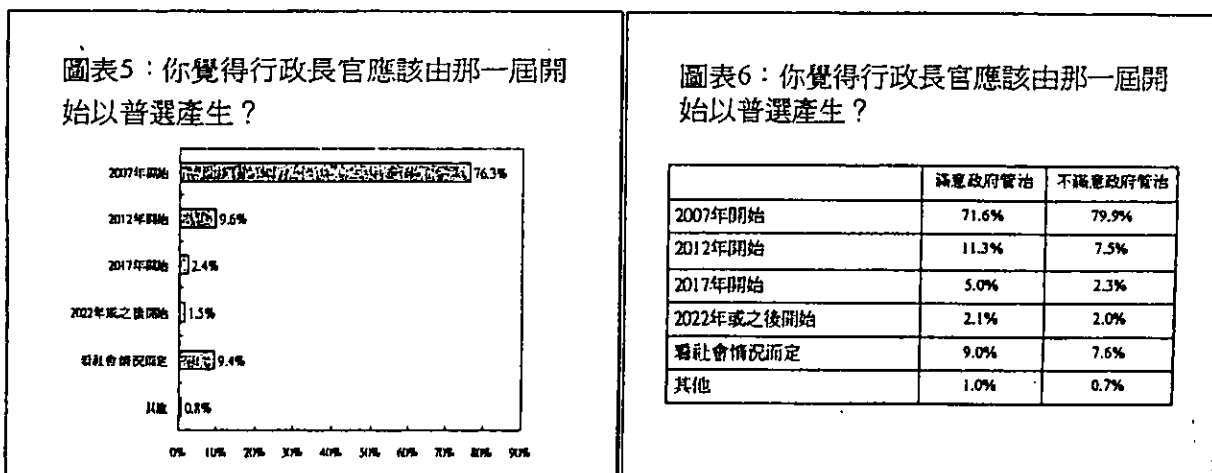 圖表5：你覺得行政長官應該由那一屆開
始以普選產生？
2007年開始 76.3%
2012年開始 9.6%
2017年開始 2.4%
2022年或之後開始 1.5%
看社會情況而定 9.4%
其他 0.8%
0% 10% 20% 30% 40% 50% 60% 70% 80% 90%
圖表6：你覺得行政長官應該由那一屆開
始以普選產生？
滿意政府管治 不滿意政府管治
2007年開始 71.6% 79.9%
2012年開始 11.3% 7.5%
2017年開始 5.0% 2.3%
2022年或之後開始 2.1% 2.0%
看社會情況而定 9.0% 7.6%
其他 1.0% 0.7%